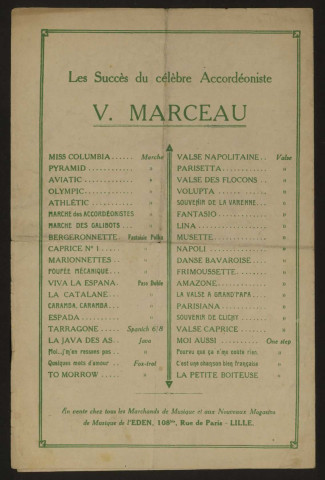 Les Succès du célèbre Accordéoniste
V. MARCEAU
MISS COLUMBIA...... Marche
PYRAMID ............... "
AVIATIC ................ "
OLYMPIC................ "
ATHLÉTIC .............. "
MARCHE des ACCORDÉONISTES "
MARCHE DES GALIBOTS . "
BERGERONNETTE. Fantaisie Polka
CAPRICE N° 1........... "
MARIONNETTES ....... "
POUPÉE MÉCANIQUE.... "
VIVA LA ESPANA. Paso Doble
LA CATALANE.......... "
CARAMBA, CARAMBA.... "
ESPADA ................ "
TARRAGONE . Spanich 6/8
LA JAVA DES AS. Java
Moi...j'y'en ressens pas .. "
Quelques mots d'amour .. Fox-trot
TO MORROW ........... "
VALSE NAPOLITAINE .. Valse
PARISETTA.............. "
VALSE DES FLOCONS . "
VOLUPTA ............... "
SOUVENIR DE LA VARENNE. "
FANTASIO .............. "
LINA .................... "
MUSETTE ............... "
NAPOLI ................. "
DANSE BAVAROISE..... "
FRIMOUSSETTE........ "
AMAZONE.............. "
LA VALSE A GRAND'PAPA . "
PARISIANA ............. "
SOUVENIR DE CLICHY ... "
VALSE CAPRICE ....... "
MOI AUSSI ...... One step
Pourvu que ça n'me coûte rien. "
C'est une chanson bien française "
LA PETITE BOITEUSE "
En vente chez tous les Marchands de Musique et aux Nouveaux Magasins
de Musique de l'EDEN, 108bis, Rue de Paris - LILLE.